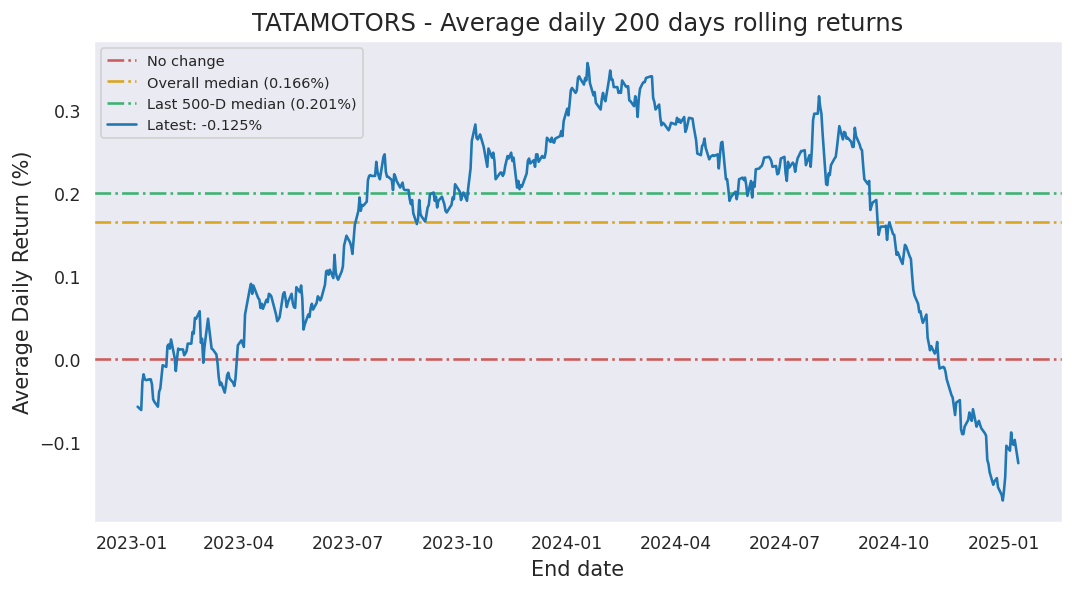 TATAMOTORS - Average daily 200 days rolling returns
No change
Overall median (0.166%)
Last 500-D median (0.201%)
Latest: -0.125%
Average Daily Return (%)
0.3
0.2
0.1
0.0
−0.1
2023-01 2023-04 2023-07 2023-10 2024-01 2024-04 2024-07 2024-10 2025-01
End date